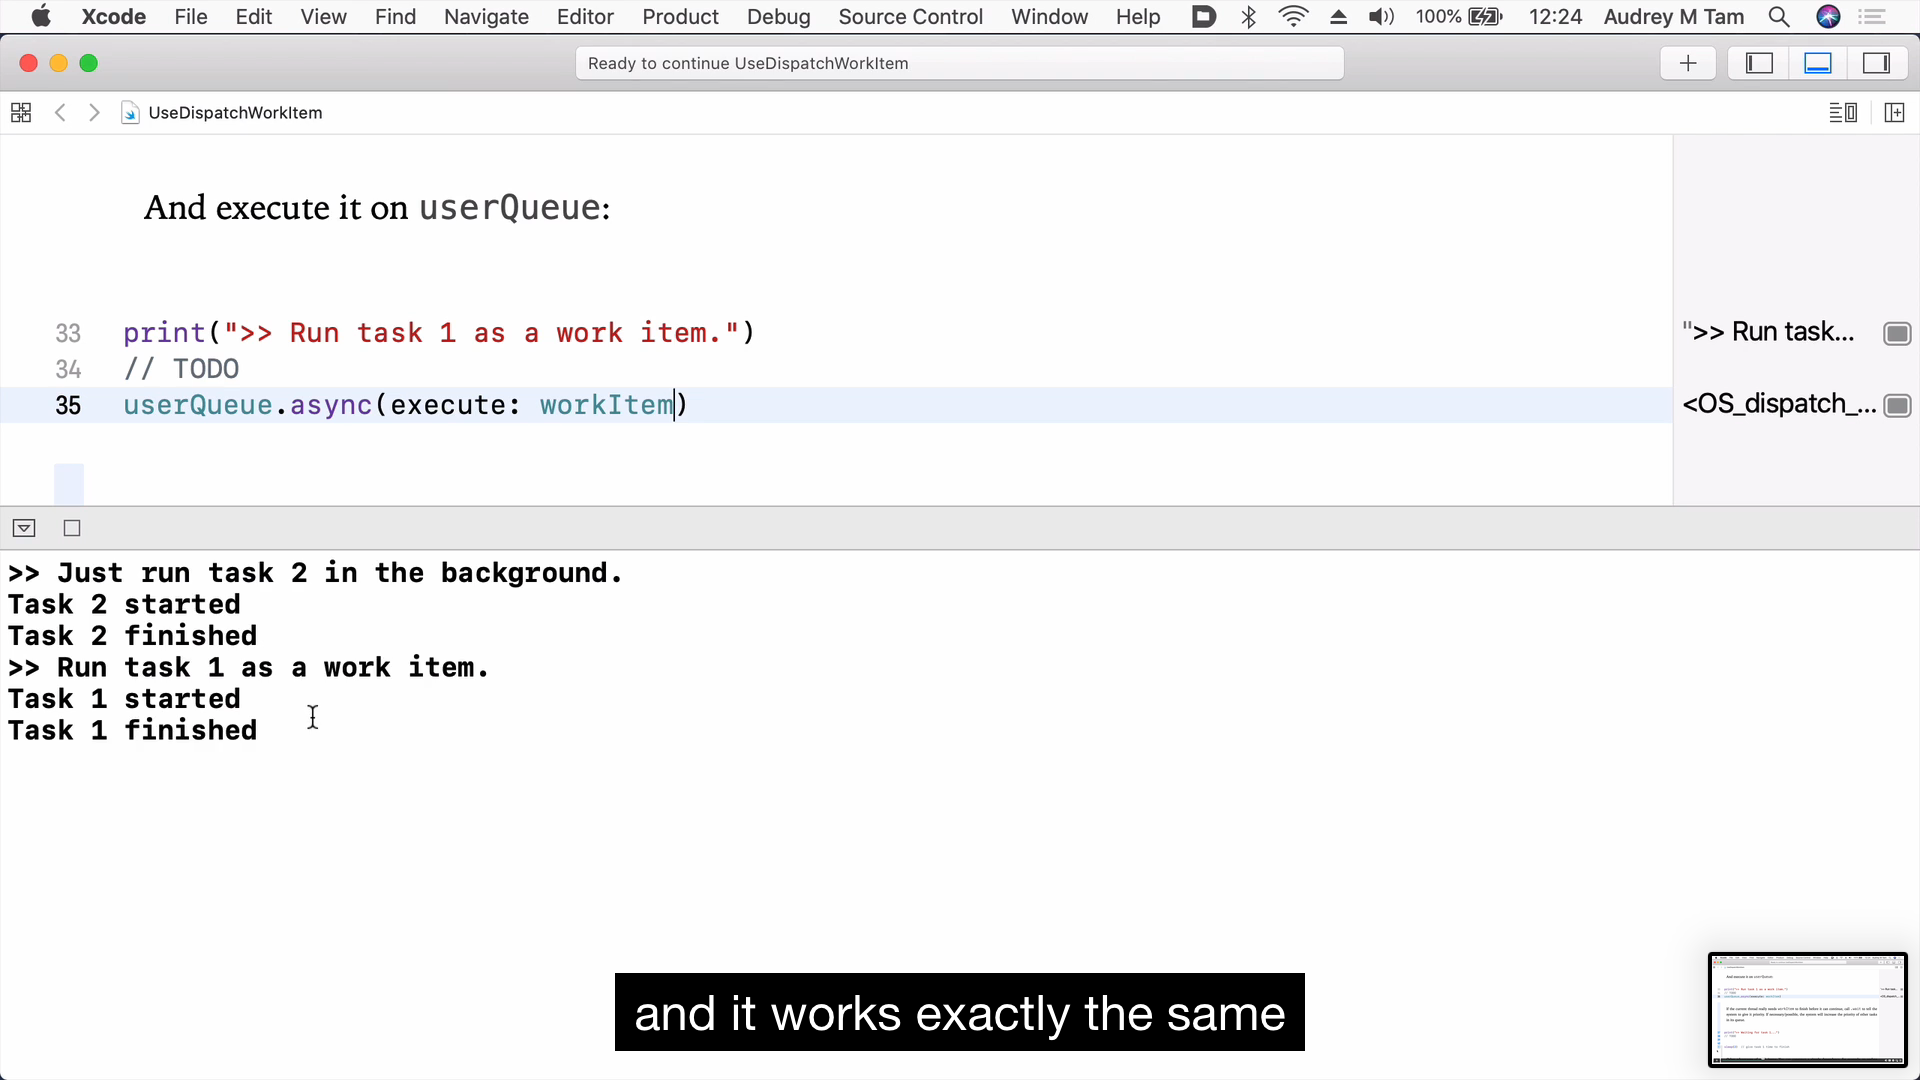 Xcode File Edit View Find Navigate Editor Product Debug Source Control Window Help 100% 12:24 Audrey M Tam
Ready to continue UseDispatchWorkItem
UseDispatchWorkItem
And execute it on userQueue:
33 print(">> Run task 1 as a work item.") ">> Run task...
34 // TODO
35 userQueue.async(execute: workItem) <OS_dispatch_...
>> Just run task 2 in the background.
Task 2 started
Task 2 finished
>> Run task 1 as a work item.
Task 1 started
Task 1 finished
and it works exactly the same